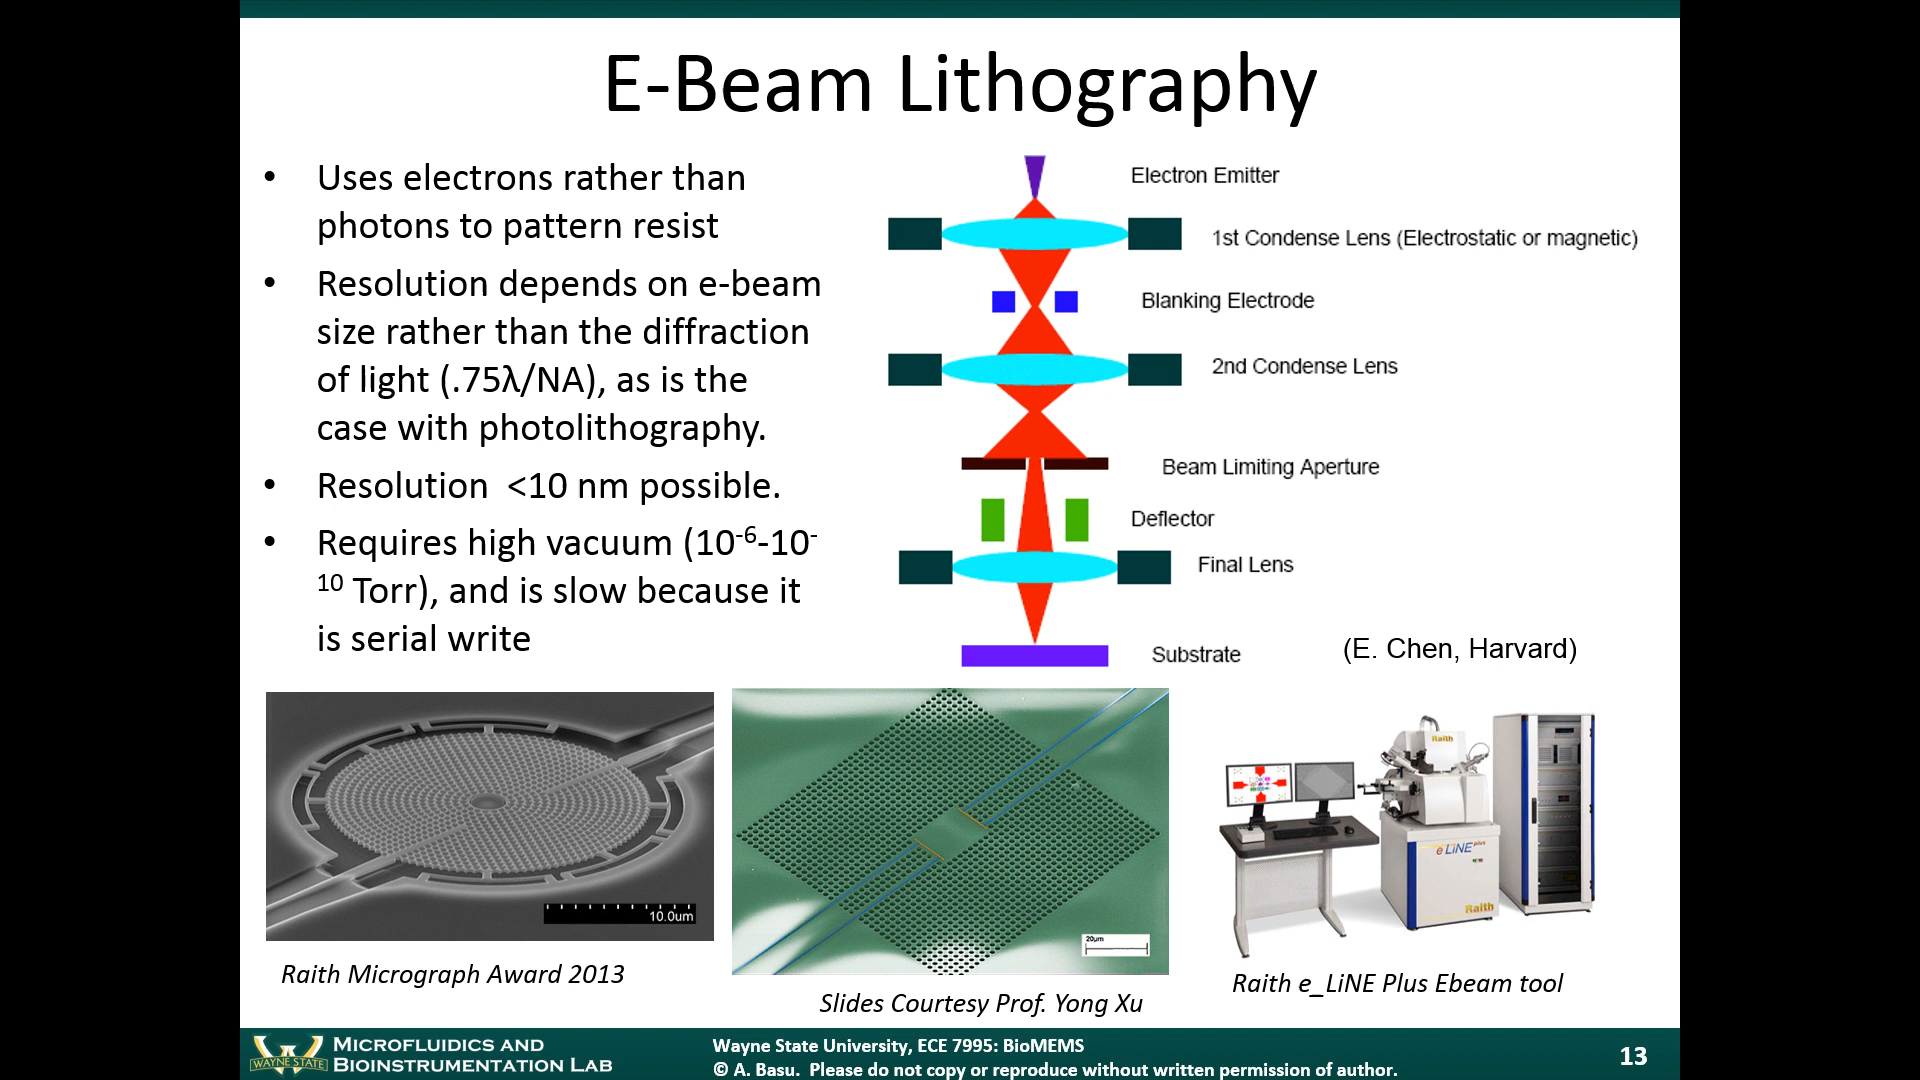 E-Beam Lithography
• Uses electrons rather than
photons to pattern resist
• Resolution depends on e-beam
size rather than the diffraction
of light (.75λ/NA), as is the
case with photolithography.
• Resolution <10 nm possible.
• Requires high vacuum (10⁻⁶-10⁻
¹⁰ Torr), and is slow because it
is serial write
Electron Emitter
1st Condense Lens (Electrostatic or magnetic)
Blanking Electrode
2nd Condense Lens
Beam Limiting Aperture
Deflector
Final Lens
Substrate
(E. Chen, Harvard)
10.0um
20µm
Raith
e LiNE plus
Raith
Raith Micrograph Award 2013
Slides Courtesy Prof. Yong Xu
Raith e_LiNE Plus Ebeam tool
WAYNE STATE
MICROFLUIDICS AND
BIOINSTRUMENTATION LAB
Wayne State University, ECE 7995: BioMEMS
© A. Basu. Please do not copy or reproduce without written permission of author.
13